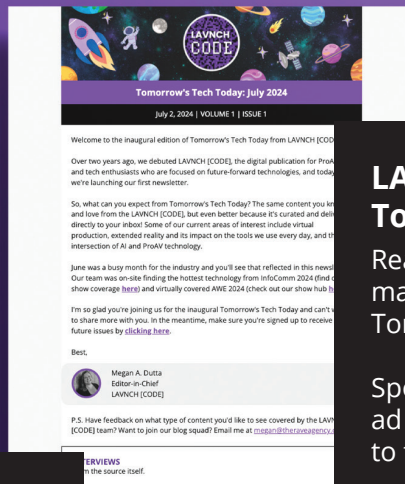 LAVNCH
CODE
Tomorrow's Tech Today: July 2024
July 2, 2024 | VOLUME 1 | ISSUE 1
Welcome to the inaugural edition of Tomorrow's Tech Today from LAVNCH [COD
Over two years ago, we debuted LAVNCH [CODE], the digital publication for ProA
and tech enthusiasts who are focused on future-forward technologies, and today
we're launching our first newsletter.
So, what can you expect from Tomorrow's Tech Today? The same content you kn
and love from the LAVNCH [CODE], but even better because it's curated and deli
directly to your inbox! Some of our current areas of interest include virtual
production, extended reality and its impact on the tools we use every day, and th
intersection of AI and ProAV technology.
June was a busy month for the industry and you'll see that reflected in this newsl
Our team was on-site finding the hottest technology from InfoComm 2024 (find o
show coverage here) and virtually covered AWE 2024 (check out our show hub h
I'm so glad you're joining us for the inaugural Tomorrow's Tech Today and can't w
to share more with you. In the meantime, make sure you're signed up to receive
future issues by clicking here.
Best,
Megan A. Dutta
Editor-in-Chief
LAVNCH [CODE]
P.S. Have feedback on what type of content you'd like to see covered by the LAVN
[CODE] team? Want to join our blog squad? Email me at megan@theraveagency.c
TERVIEWS
m the source itself.
LA
To
Rea
ma
Tor
Spo
ad
to